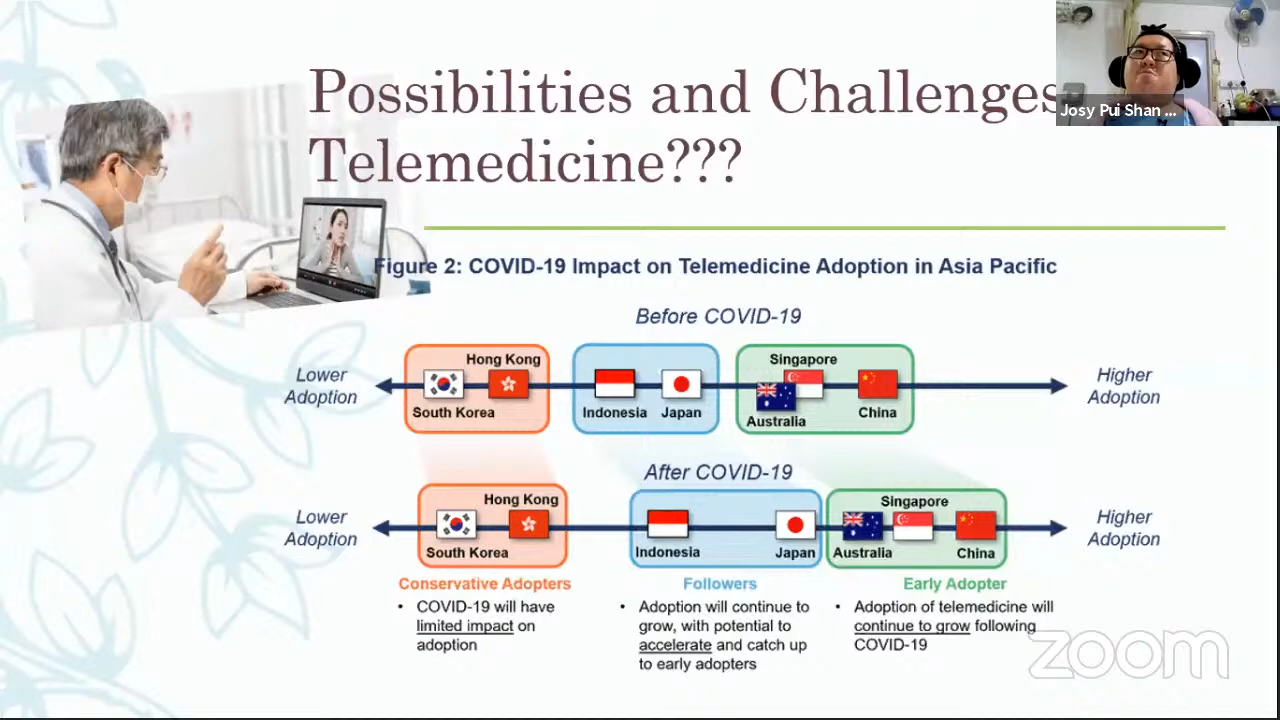 Possibilities and Challenges
Telemedicine???
Josy Pui Shan ...
Figure 2: COVID-19 Impact on Telemedicine Adoption in Asia Pacific
Before COVID-19
Lower
Adoption
Hong Kong
South Korea
Indonesia
Japan
Singapore
Australia
China
Higher
Adoption
After COVID-19
Lower
Adoption
Hong Kong
South Korea
Indonesia
Japan
Singapore
Australia
China
Higher
Adoption
Conservative Adopters
• COVID-19 will have
limited impact on
adoption
Followers
• Adoption will continue to
grow, with potential to
accelerate and catch up
to early adopters
Early Adopter
• Adoption of telemedicine will
continue to grow following
COVID-19
zoom